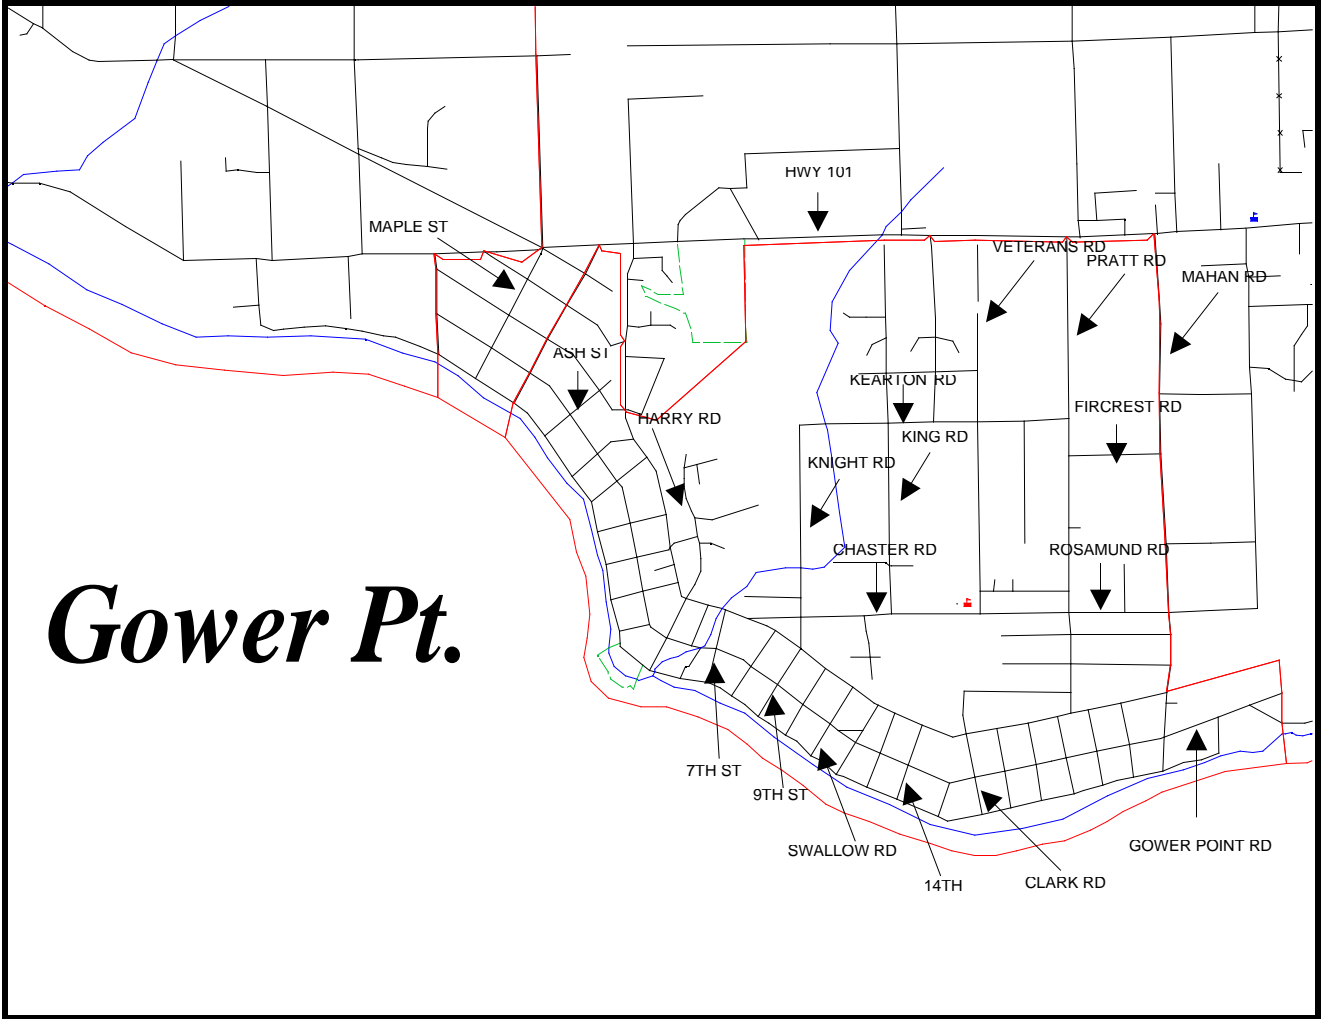 HWY 101
MAPLE ST
VETERANS RD
PRATT RD
MAHAN RD
ASH ST
KEARTON RD
HARRY RD
FIRCREST RD
KING RD
KNIGHT RD
CHASTER RD
ROSAMUND RD
Gower Pt.
7TH ST
9TH ST
SWALLOW RD
GOWER POINT RD
14TH
CLARK RD